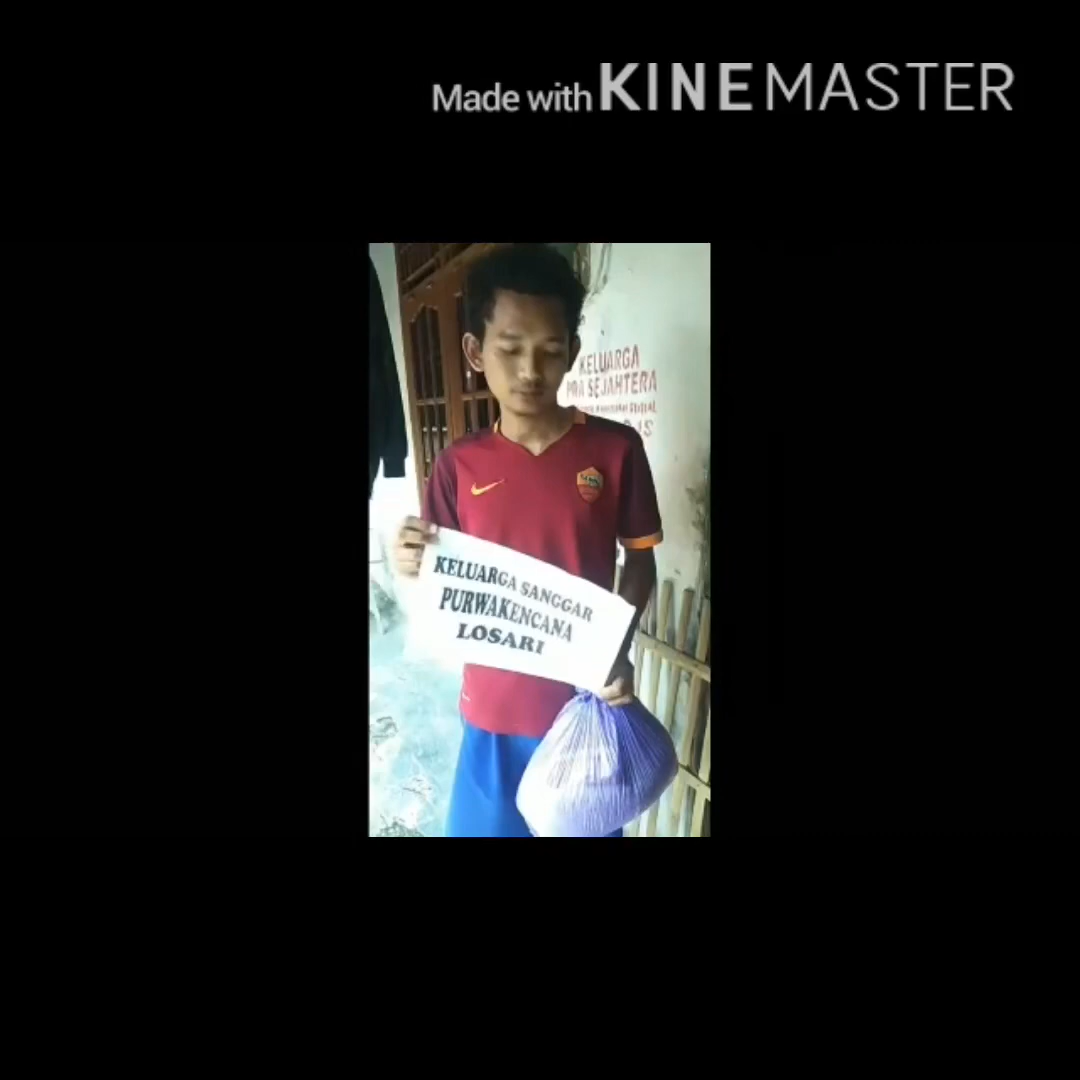 Made with KINEMASTER
KELUARGA
PRA SEJAHTERA
KELUARGA SANGGAR
PURWAKENCANA
LOSARI